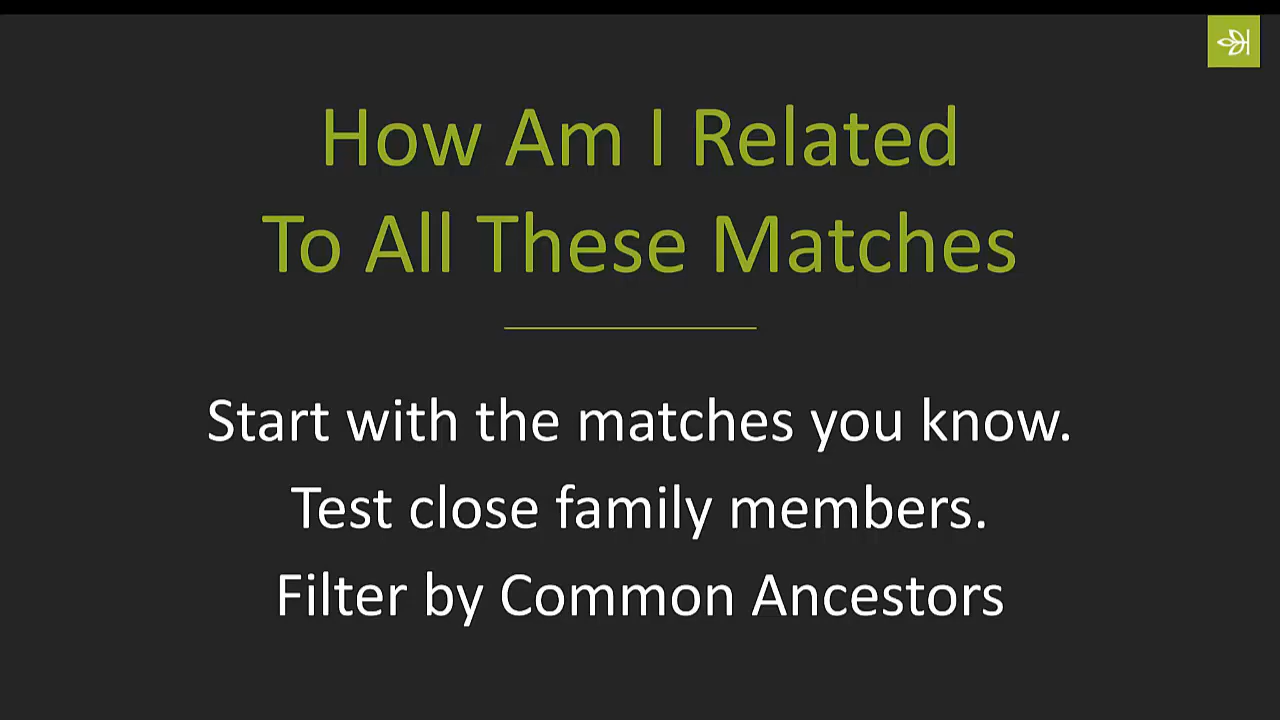 How Am I Related
To All These Matches
Start with the matches you know.
Test close family members.
Filter by Common Ancestors